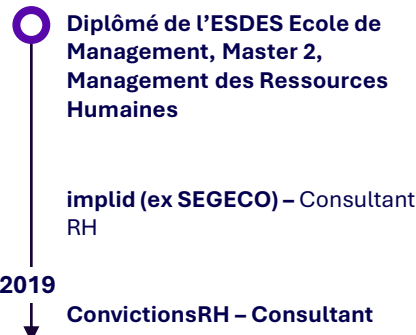 Diplômé de l’ESDES Ecole de
Management, Master 2,
Management des Ressources
Humaines
implid (ex SEGECO) – Consultant
RH
2019
ConvictionsRH – Consultant